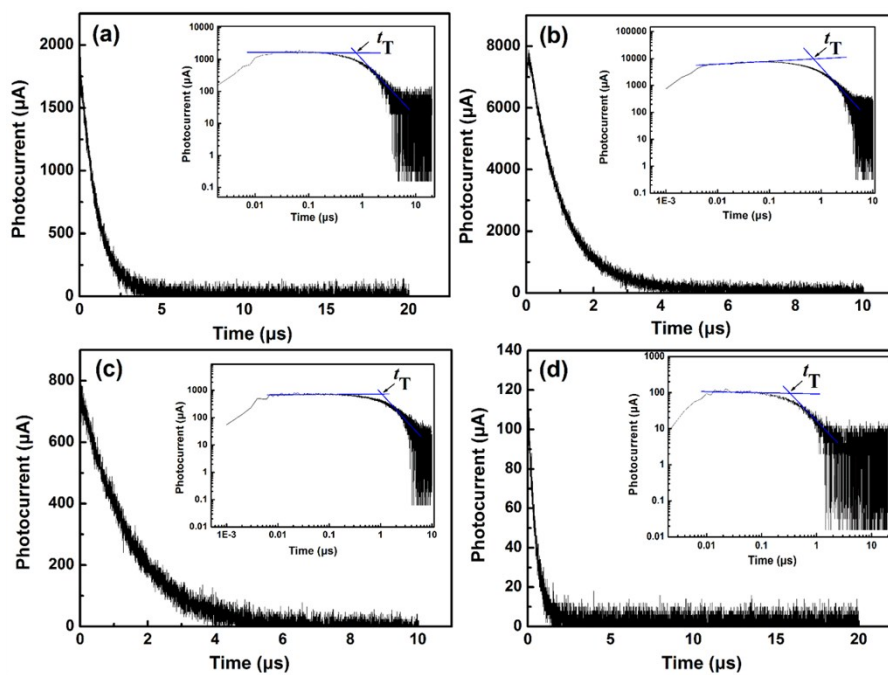 (a)
Photocurrent (μA)
2000
1500
1000
500
0
0 5 10 15 20
Time (μs)
Photocurrent (μA)
10000
1000
100
10
1
0.1
0.01 0.1 1 10
Time (μs)
tT
(b)
Photocurrent (μA)
8000
6000
4000
2000
0
0 2 4 6 8 10
Time (μs)
Photocurrent (μA)
100000
10000
1000
100
10
1
0.1
1E-3 0.01 0.1 1 10
Time (μs)
tT
(c)
Photocurrent (μA)
800
600
400
200
0
0 2 4 6 8 10
Time (μs)
Photocurrent (μA)
1000
100
10
1
0.1
0.01
1E-3 0.01 0.1 1 10
Time (μs)
tT
(d)
Photocurrent (μA)
140
120
100
80
60
40
20
0
0 5 10 15 20
Time (μs)
Photocurrent (μA)
1000
100
10
1
0.1
0.01
0.01 0.1 1 10
Time (μs)
tT